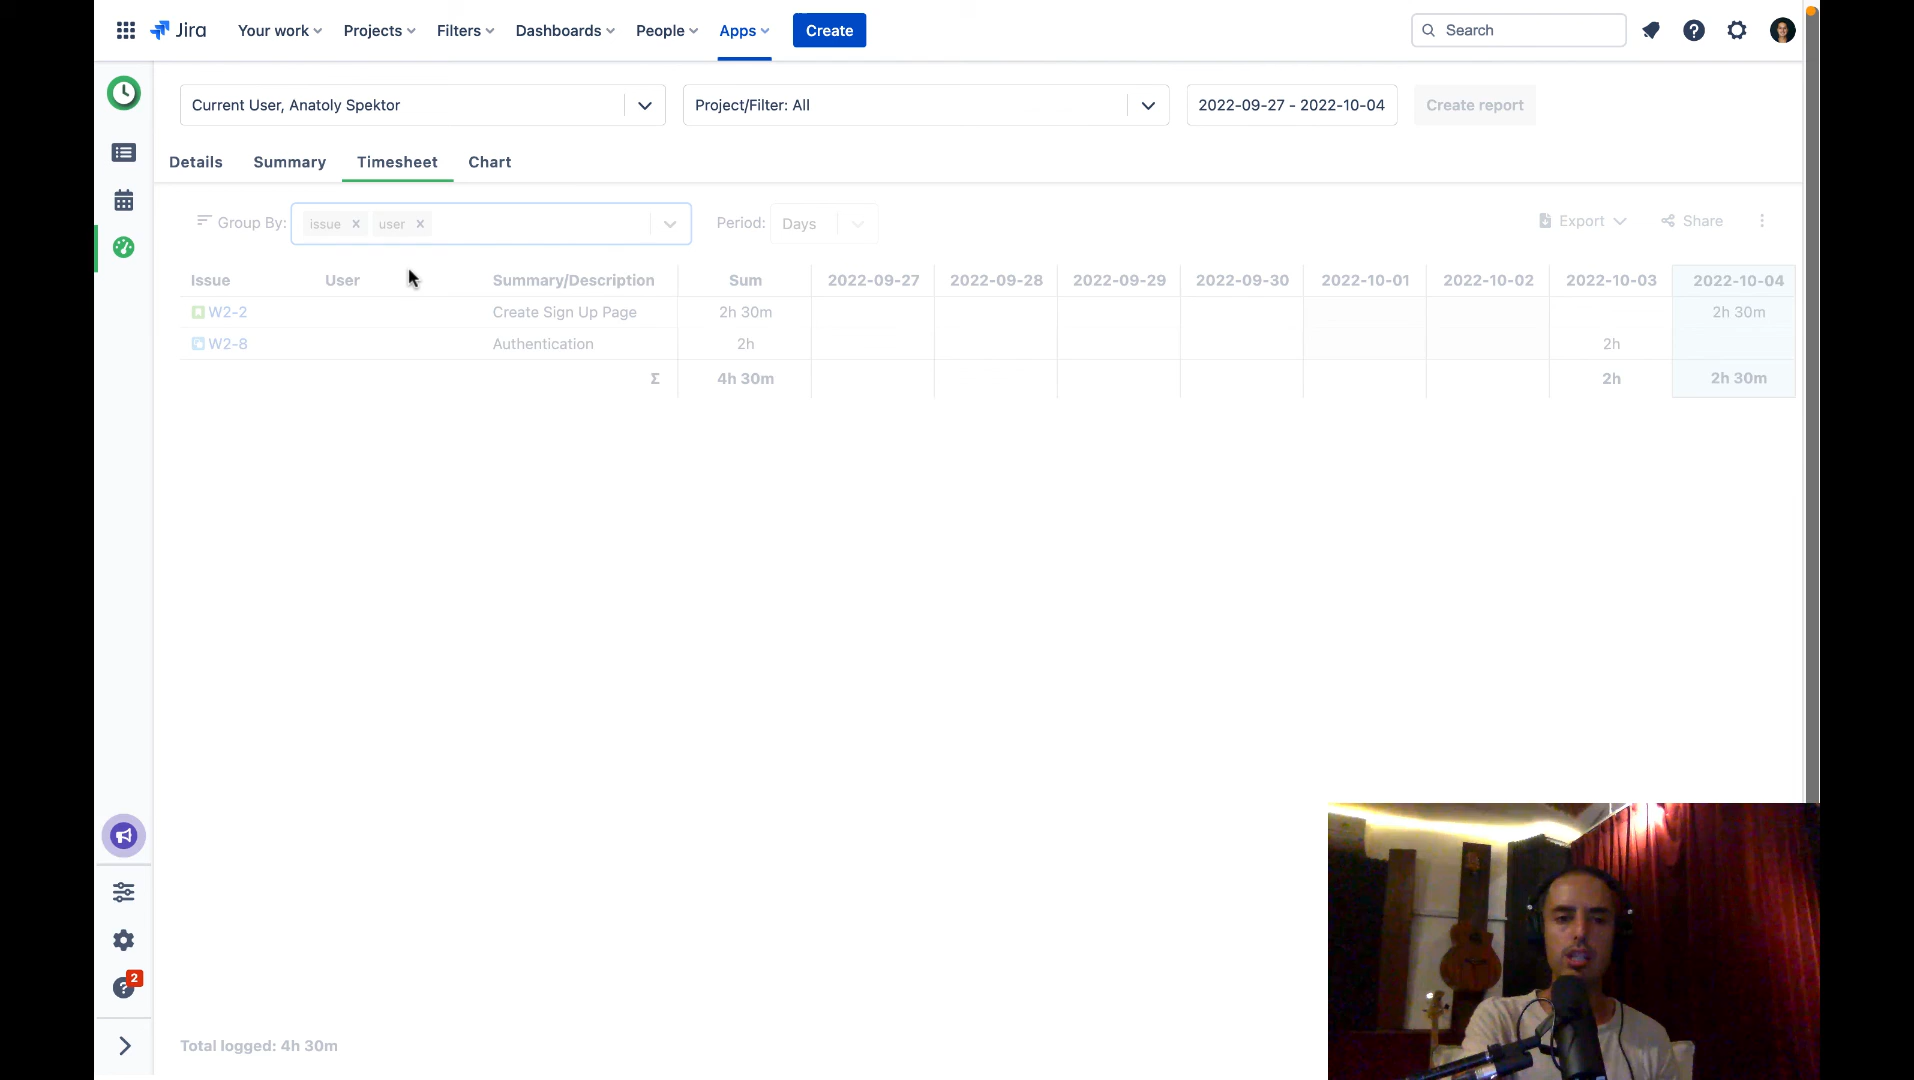 Jira Your work Projects Filters Dashboards People Apps Create Search
Current User, Anatoly Spektor Project/Filter: All 2022-09-27 - 2022-10-04 Create report
Details Summary Timesheet Chart
Group By: issue user Period: Days Export Share
Issue User Summary/Description Sum 2022-09-27 2022-09-28 2022-09-29 2022-09-30 2022-10-01 2022-10-02 2022-10-03 2022-10-04
W2-2 Create Sign Up Page 2h 30m 2h 30m
W2-8 Authentication 2h 2h
Σ 4h 30m 2h 2h 30m
2
Total logged: 4h 30m